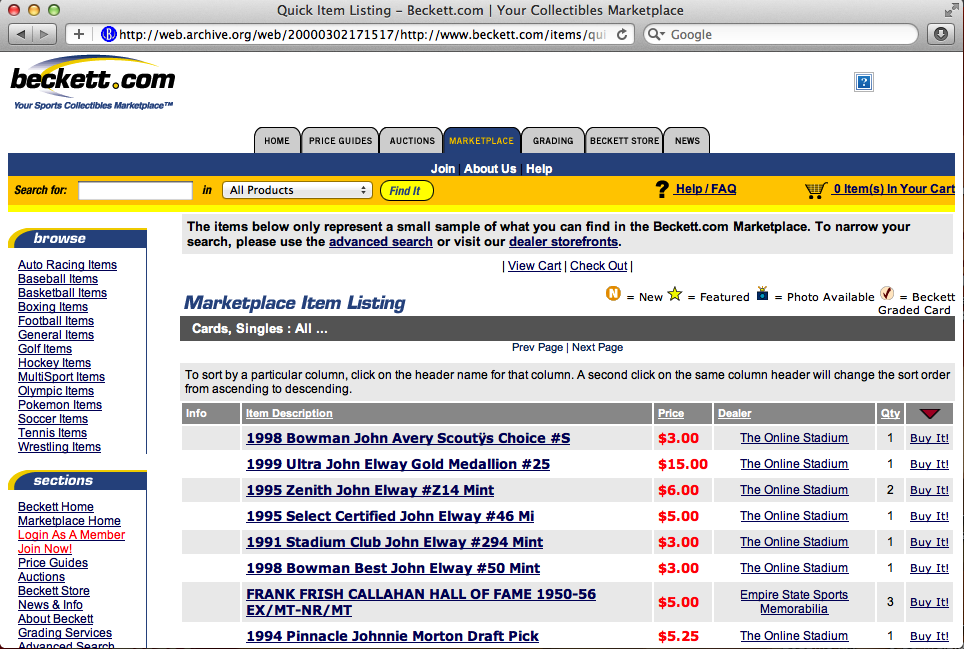 Quick Item Listing – Beckett.com | Your Collectibles Marketplace
http://web.archive.org/web/20000302171517/http://www.beckett.com/items/qui
Google
beckett.com
Your Sports Collectibles Marketplace™
?
HOME PRICE GUIDES AUCTIONS MARKETPLACE GRADING BECKETT STORE NEWS
Join | About Us | Help
Search for: in All Products Find It ? Help / FAQ 0 Item(s) In Your Cart
browse
Auto Racing Items
Baseball Items
Basketball Items
Boxing Items
Football Items
General Items
Golf Items
Hockey Items
MultiSport Items
Olympic Items
Pokemon Items
Soccer Items
Tennis Items
Wrestling Items
sections
Beckett Home
Marketplace Home
Login As A Member
Join Now!
Price Guides
Auctions
Beckett Store
News & Info
About Beckett
Grading Services
Advanced Search
The items below only represent a small sample of what you can find in the Beckett.com Marketplace. To narrow your
search, please use the advanced search or visit our dealer storefronts.
| View Cart | Check Out |
Marketplace Item Listing
N = New = Featured = Photo Available = Beckett
Graded Card
Cards, Singles : All ...
Prev Page | Next Page
To sort by a particular column, click on the header name for that column. A second click on the same column header will change the sort order
from ascending to descending.
Info Item Description Price Dealer Qty
1998 Bowman John Avery Scoutÿs Choice #S $3.00 The Online Stadium 1 Buy It!
1999 Ultra John Elway Gold Medallion #25 $15.00 The Online Stadium 1 Buy It!
1995 Zenith John Elway #Z14 Mint $6.00 The Online Stadium 2 Buy It!
1995 Select Certified John Elway #46 Mi $5.00 The Online Stadium 1 Buy It!
1991 Stadium Club John Elway #294 Mint $3.00 The Online Stadium 1 Buy It!
1998 Bowman Best John Elway #50 Mint $3.00 The Online Stadium 1 Buy It!
FRANK FRISH CALLAHAN HALL OF FAME 1950-56
EX/MT-NR/MT $5.00 Empire State Sports
Memorabilia 3 Buy It!
1994 Pinnacle Johnnie Morton Draft Pick $5.25 The Online Stadium 1 Buy It!